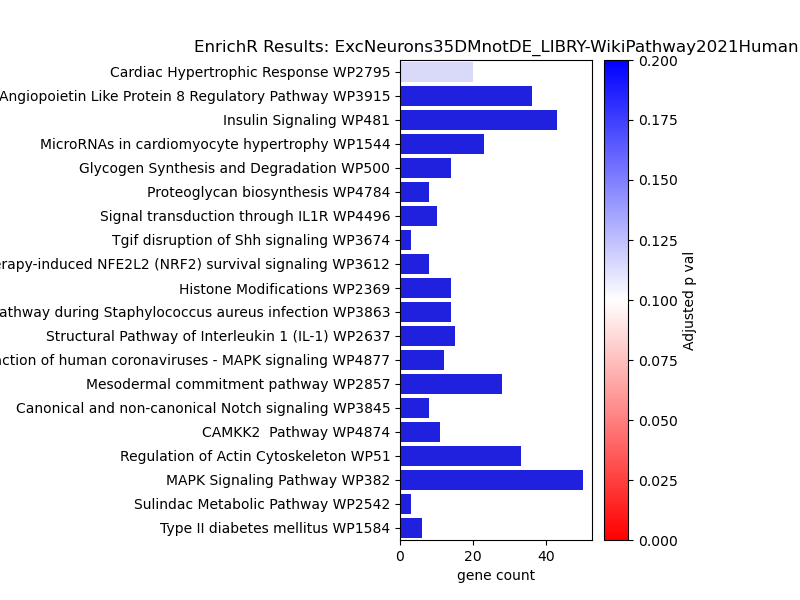 EnrichR Results: ExcNeurons35DMnotDE_LIBRY-WikiPathway2021Human
Cardiac Hypertrophic Response WP2795
Angiopoietin Like Protein 8 Regulatory Pathway WP3915
Insulin Signaling WP481
MicroRNAs in cardiomyocyte hypertrophy WP1544
Glycogen Synthesis and Degradation WP500
Proteoglycan biosynthesis WP4784
Signal transduction through IL1R WP4496
Tgif disruption of Shh signaling WP3674
erapy-induced NFE2L2 (NRF2) survival signaling WP3612
Histone Modifications WP2369
athway during Staphylococcus aureus infection WP3863
Structural Pathway of Interleukin 1 (IL-1) WP2637
ction of human coronaviruses - MAPK signaling WP4877
Mesodermal commitment pathway WP2857
Canonical and non-canonical Notch signaling WP3845
CAMKK2  Pathway WP4874
Regulation of Actin Cytoskeleton WP51
MAPK Signaling Pathway WP382
Sulindac Metabolic Pathway WP2542
Type II diabetes mellitus WP1584
0 20 40
gene count
0.200
0.175
0.150
0.125
0.100
0.075
0.050
0.025
0.000
Adjusted p val